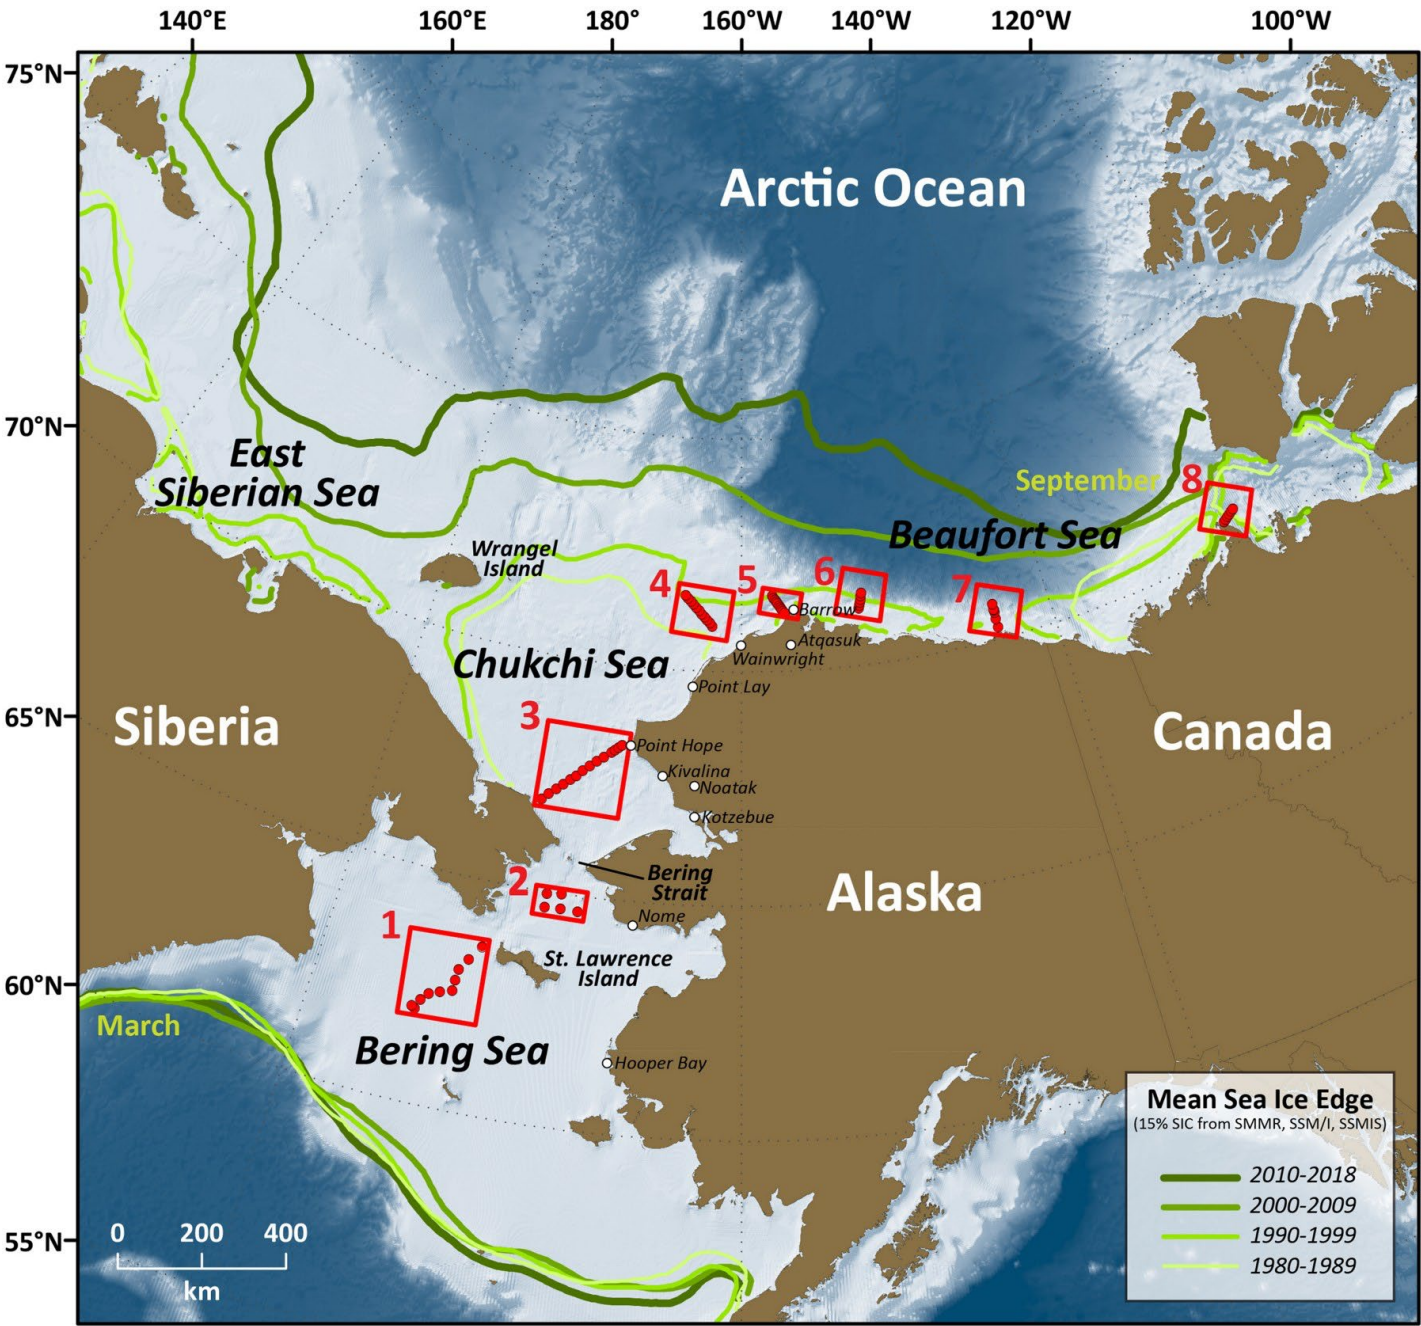 140°E 160°E 180° 160°W 140°W 120°W 100°W
75°N
Arctic Ocean
70°N
East
Siberian Sea
September
8
Beaufort Sea
Wrangel
Island
4
5
6
7
Barrow
Atqasuk
Wainwright
Chukchi Sea
Point Lay
65°N
Siberia
3
Canada
Point Hope
Kivalina
Noatak
Kotzebue
Bering
Strait
2
Alaska
Nome
1
St. Lawrence
Island
60°N
March
Bering Sea
Hooper Bay
Mean Sea Ice Edge
(15% SIC from SMMR, SSM/I, SSMIS)
2010-2018
2000-2009
1990-1999
1980-1989
55°N
0 200 400
km